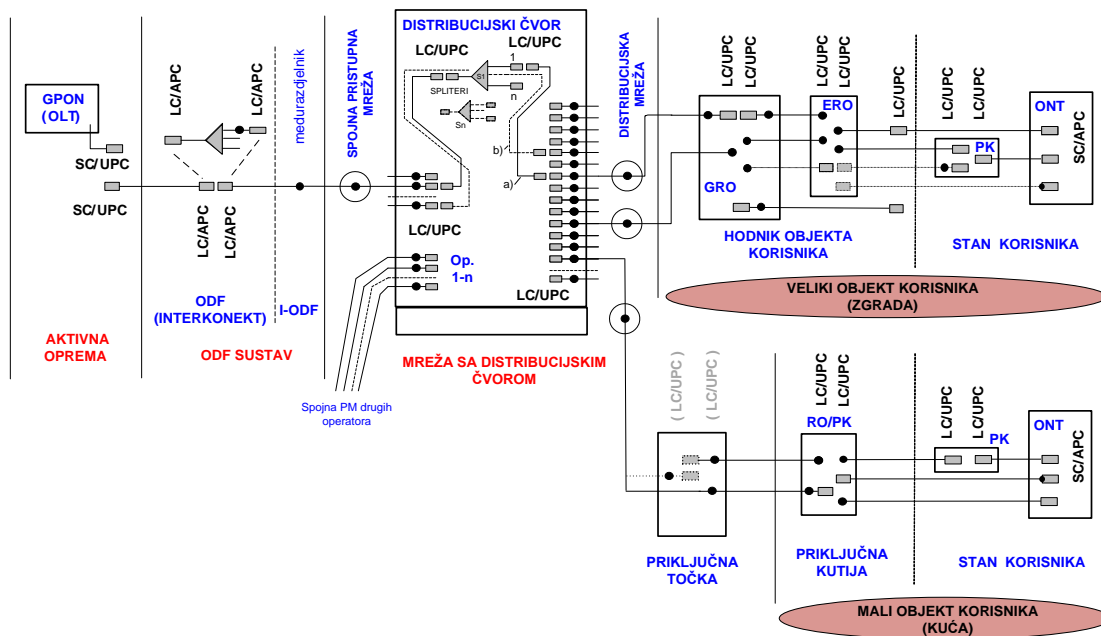 GPON
(OLT)
SC/UPC
SC/UPC
AKTIVNA
OPREMA
LC/APC
LC/APC
LC/APC
LC/APC
ODF
(INTERKONEKT)
I-ODF
ODF SUSTAV
međurazdjelnik
SPOJNA PRISTUPNA
MREŽA
DISTRIBUCIJSKI ČVOR
LC/UPC
LC/UPC
1
S1
SPLITERI
n
Sn
b)
a)
LC/UPC
Op.
1-n
LC/UPC
MREŽA SA DISTRIBUCIJSKIM
ČVOROM
Spojna PM drugih
operatora
DISTRIBUCIJSKA
MREŽA
LC/UPC
LC/UPC
GRO
LC/UPC
LC/UPC
ERO
LC/UPC
LC/UPC
LC/UPC
PK
ONT
SC/APC
HODNIK OBJEKTA
KORISNIKA
STAN KORISNIKA
VELIKI OBJEKT KORISNIKA
(ZGRADA)
( LC/UPC )
( LC/UPC )
LC/UPC
LC/UPC
RO/PK
LC/UPC
LC/UPC
PK
ONT
SC/APC
PRIKLJUČNA
TOČKA
PRIKLJUČNA
KUTIJA
STAN KORISNIKA
MALI OBJEKT KORISNIKA
(KUĆA)